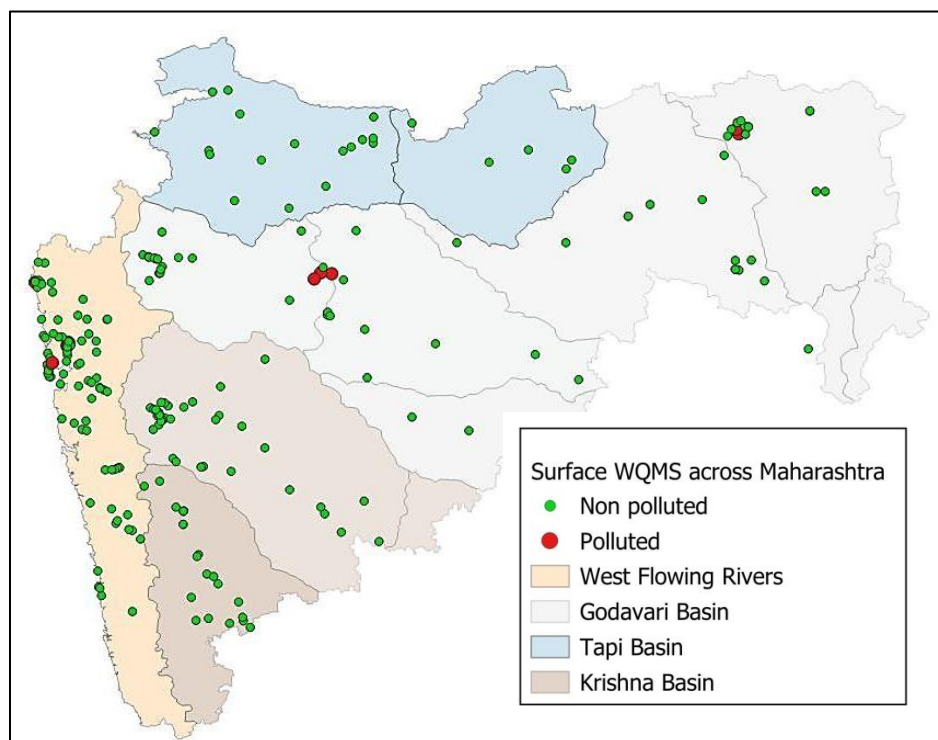 Surface WQMS across Maharashtra
Non polluted
Polluted
West Flowing Rivers
Godavari Basin
Tapi Basin
Krishna Basin